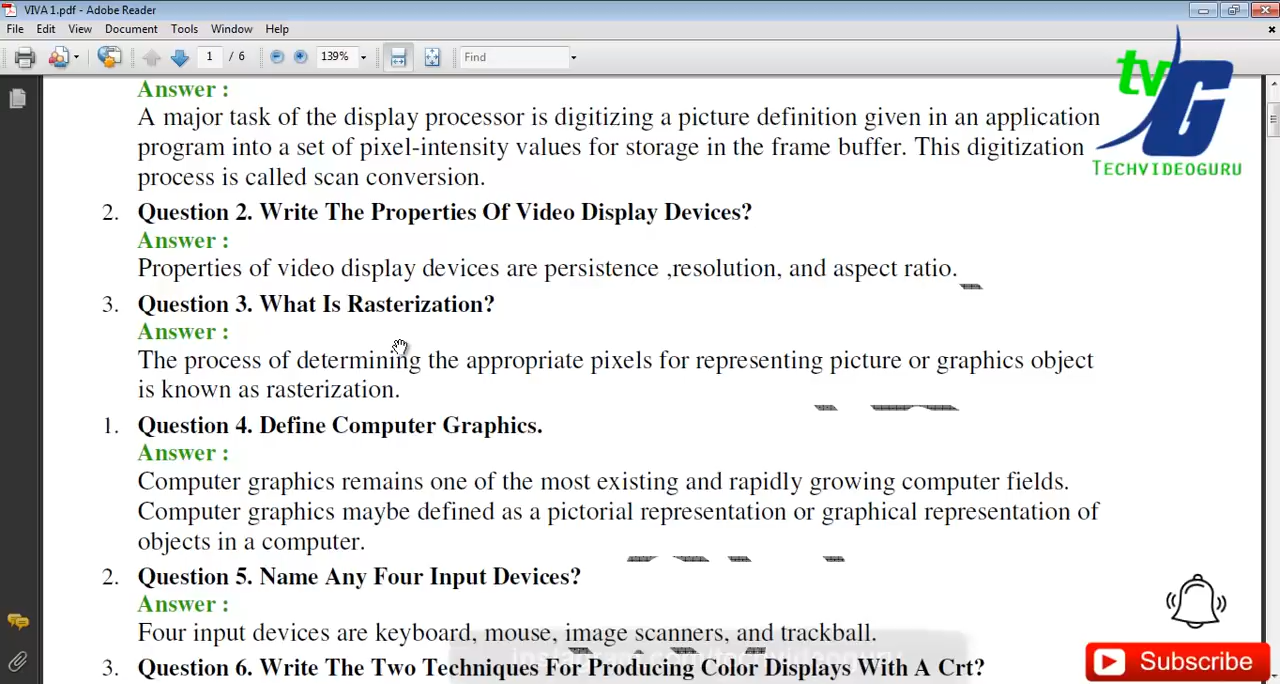 VIVA 1.pdf - Adobe Reader
File Edit View Document Tools Window Help
1 / 6 139% Find
tv G
TECHVIDEOGURU
Answer :
A major task of the display processor is digitizing a picture definition given in an application
program into a set of pixel-intensity values for storage in the frame buffer. This digitization
process is called scan conversion.
2. Question 2. Write The Properties Of Video Display Devices?
Answer :
Properties of video display devices are persistence ,resolution, and aspect ratio.
3. Question 3. What Is Rasterization?
Answer :
The process of determining the appropriate pixels for representing picture or graphics object
is known as rasterization.
1. Question 4. Define Computer Graphics.
Answer :
Computer graphics remains one of the most existing and rapidly growing computer fields.
Computer graphics maybe defined as a pictorial representation or graphical representation of
objects in a computer.
2. Question 5. Name Any Four Input Devices?
Answer :
Four input devices are keyboard, mouse, image scanners, and trackball.
instagram.com/techvideoguru
3. Question 6. Write The Two Techniques For Producing Color Displays With A Crt?
Subscribe